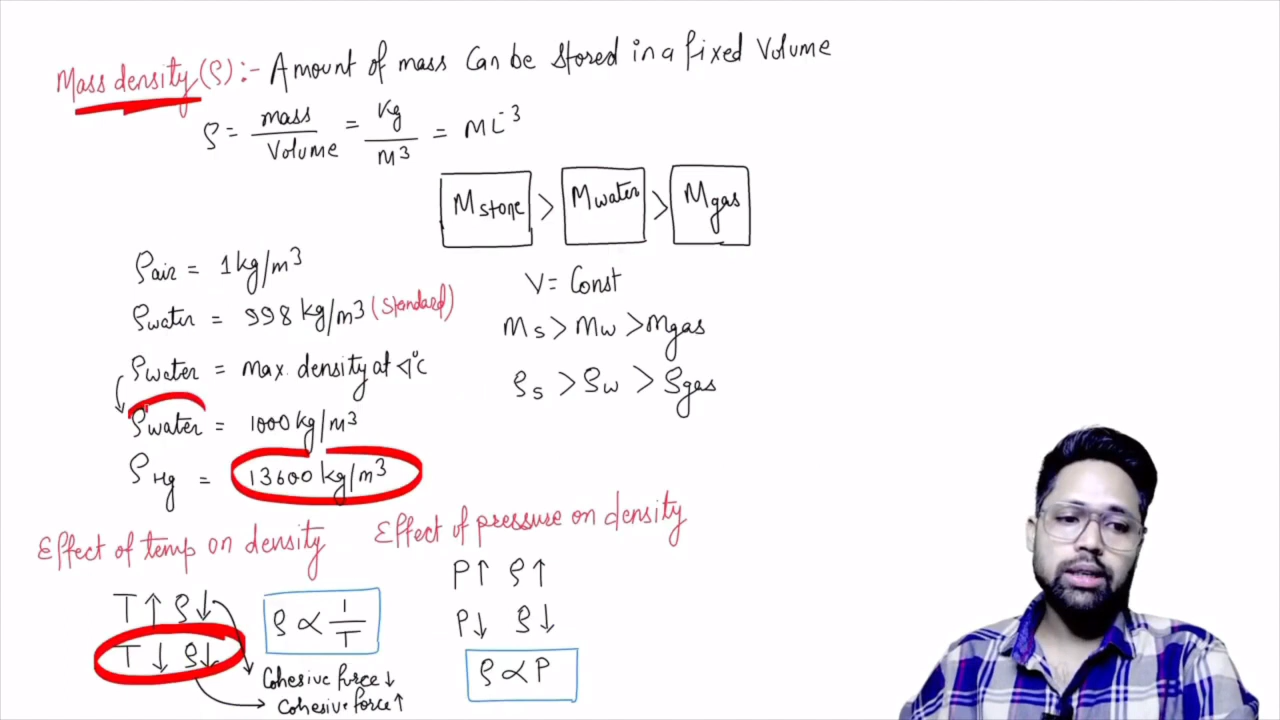 Mass density (ρ) :- Amount of mass Can be stored in a fixed Volume
ρ = mass / Volume = Kg / M³ = ML⁻³
Mstone > Mwater > Mgas
ρair = 1 kg/m³
V = Const
ρwater = 998 kg/m³ (Standard)
Ms > Mw > Mgas
ρwater = max. density at 4°C
ρs > ρw > ρgas
ρwater = 1000 kg/m³
ρHg = 13600 kg/m³
Effect of temp on density
T↑ ρ↓
ρ ∝ 1/T
T↓ ρ↓
Cohesive force ↓
Cohesive force ↑
Effect of pressure on density
P↑ ρ↑
P↓ ρ↓
ρ ∝ P